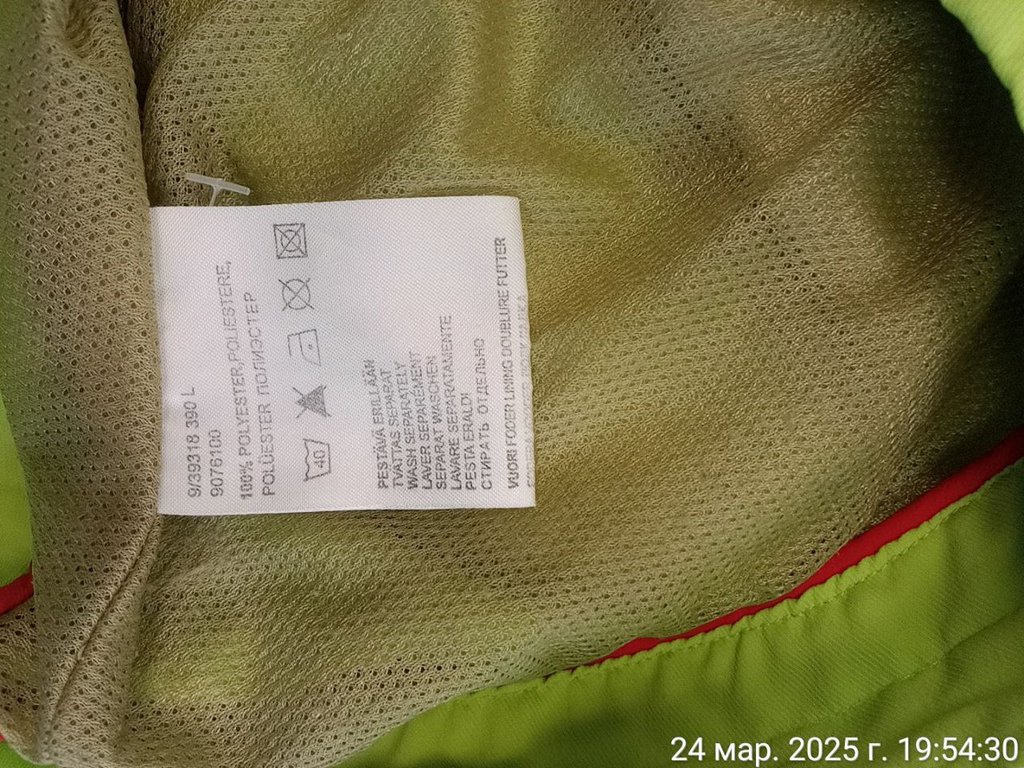 9/39318 390 L
9076100
100% POLYESTER,POLIESTERE,
POLÜESTER ПОЛИЭСТЕР
40
PESTÄVÄ ERILLÄÄN
TVÄTTAS SEPARAT
WASH SEPARATELY
LAVER SEPARÉMENT
SEPARAT WASCHEN
LAVARE SEPARATAMENTE
PESTA ERALDI
СТИРАТЬ ОТДЕЛЬНО
VUORI FODER LINING DOUBLURE FUTTER
24 мар. 2025 г. 19:54:30